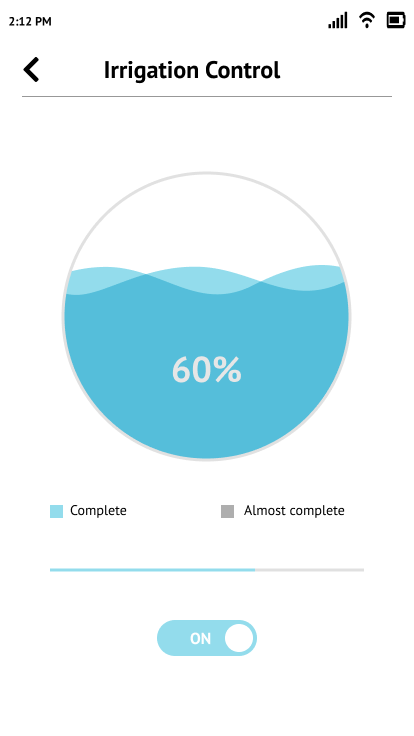 2:12 PM
Irrigation Control
60%
Complete
Almost complete
ON